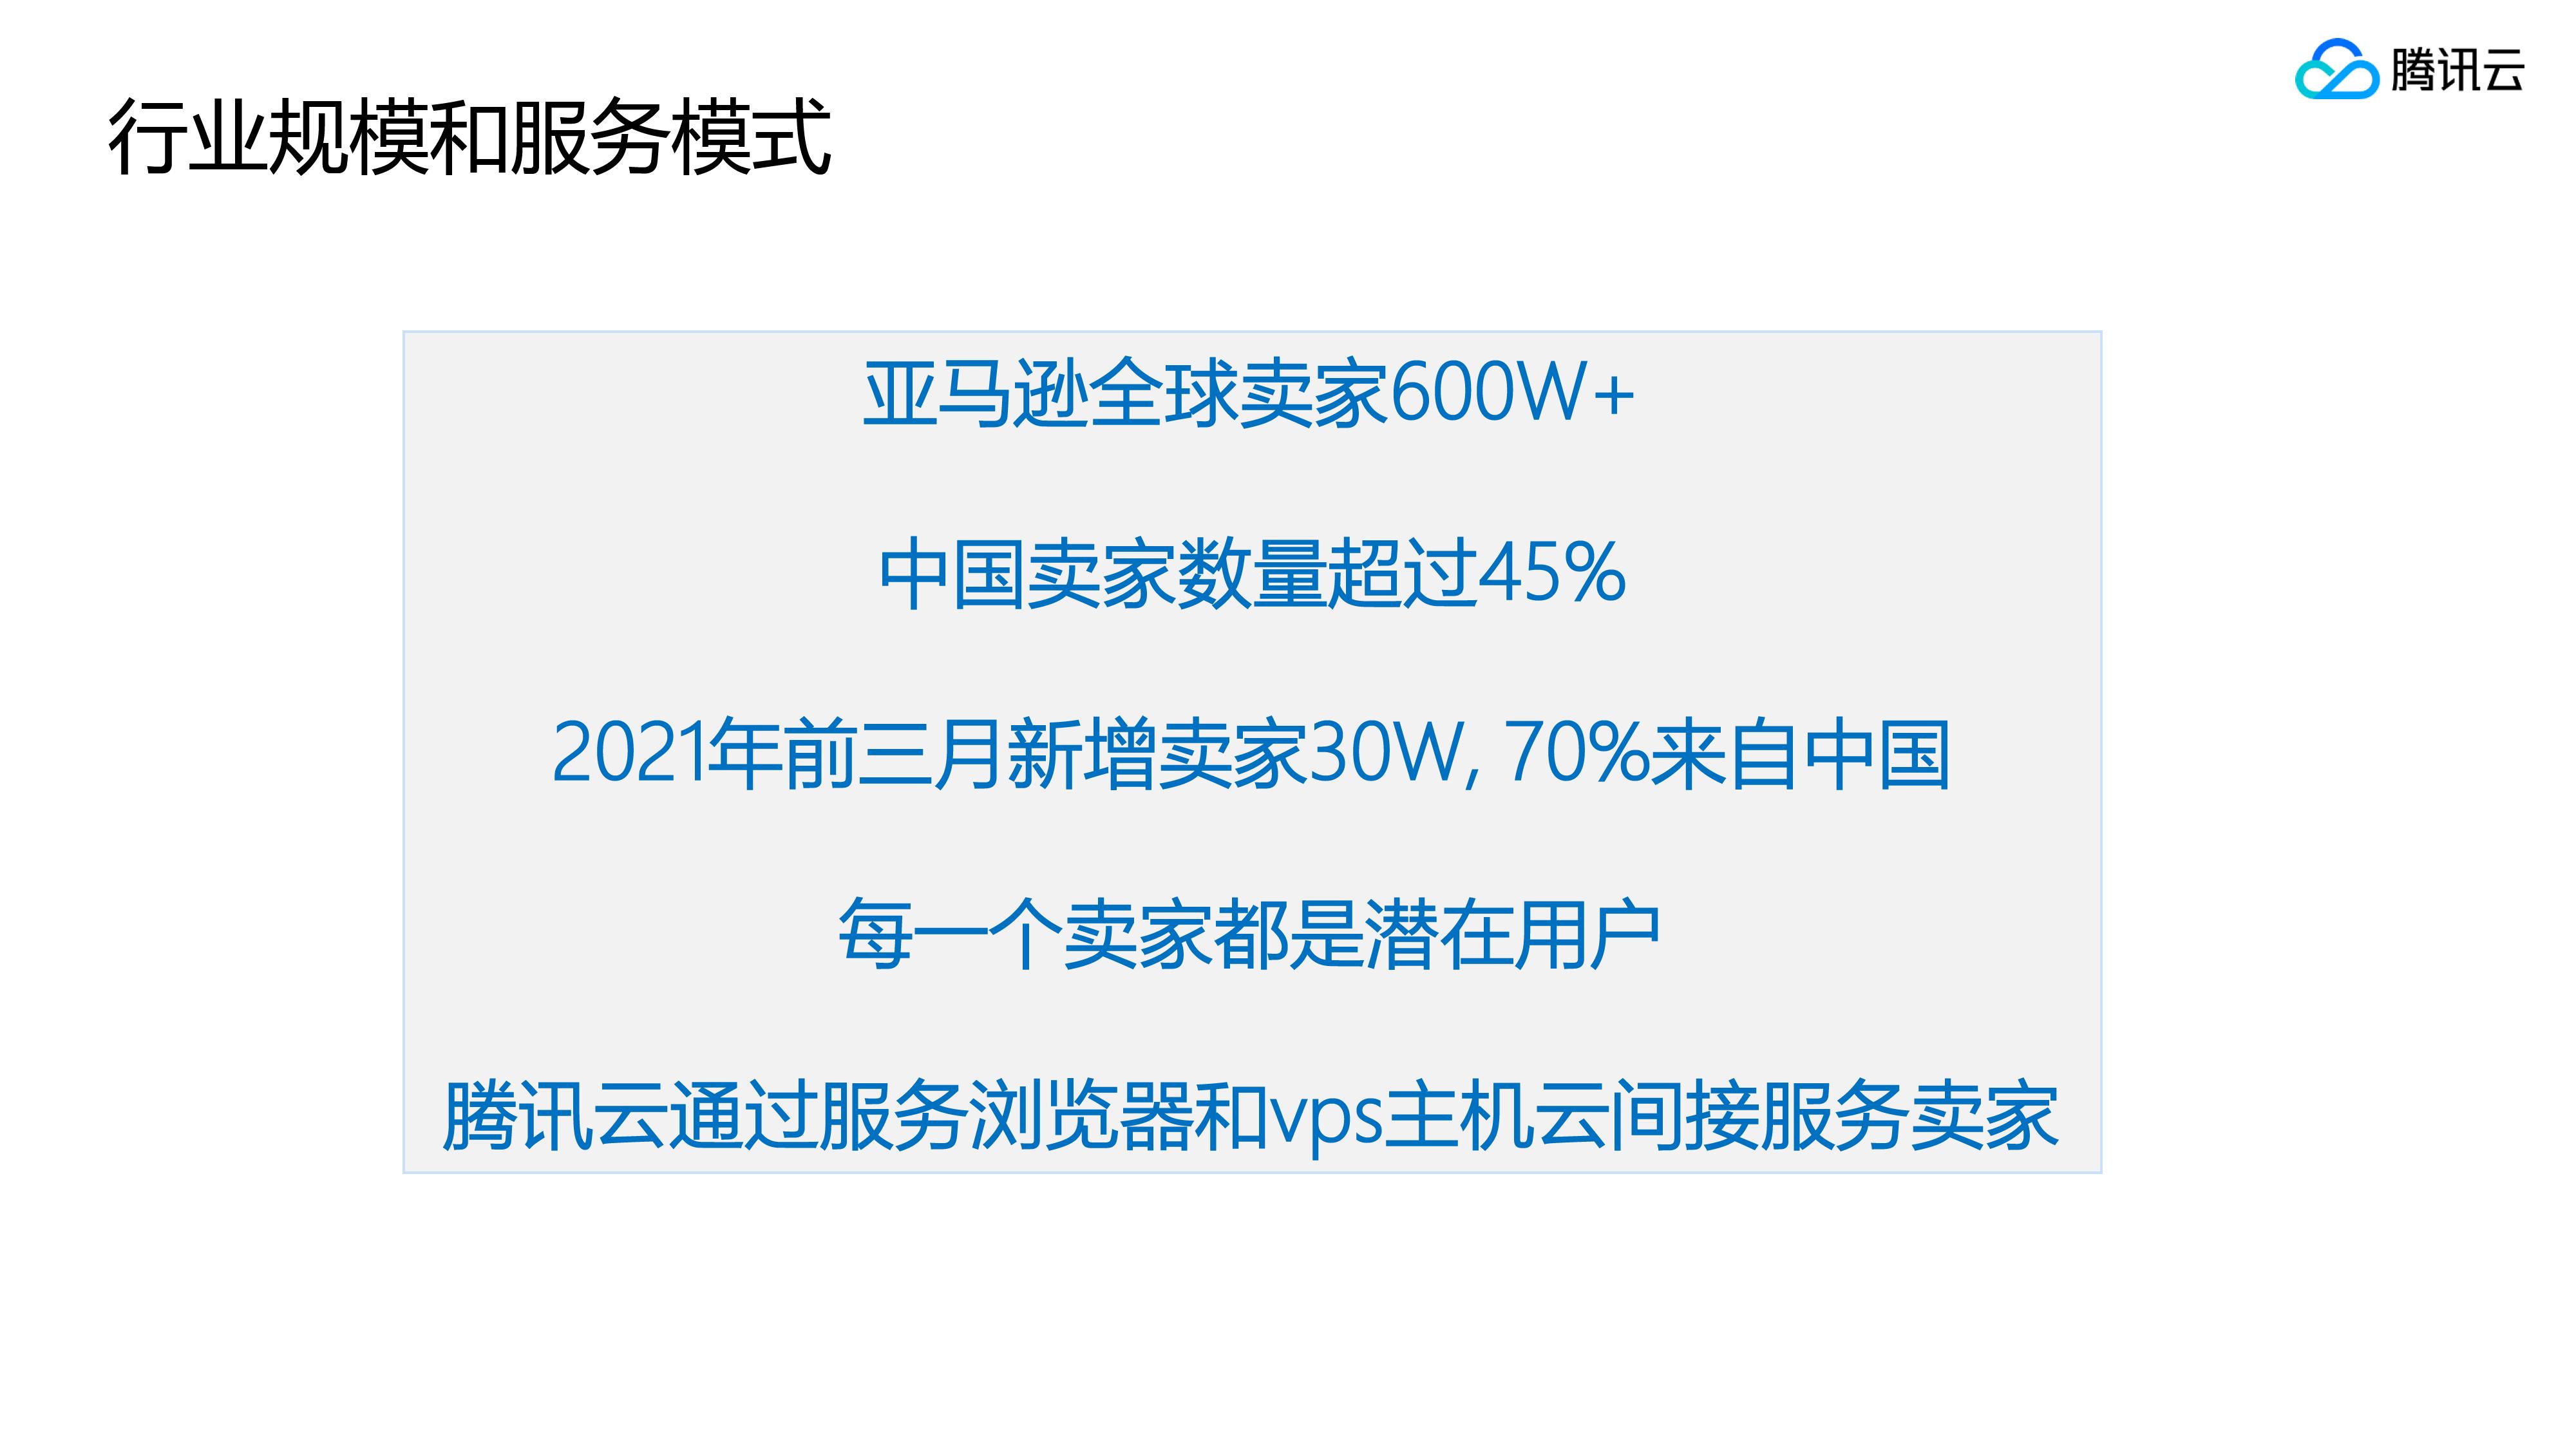 腾讯云
行业规模和服务模式
亚马逊全球卖家600W+
中国卖家数量超过45%
2021年前三月新增卖家30W, 70%来自中国
每一个卖家都是潜在用户
腾讯云通过服务浏览器和vps主机云间接服务卖家